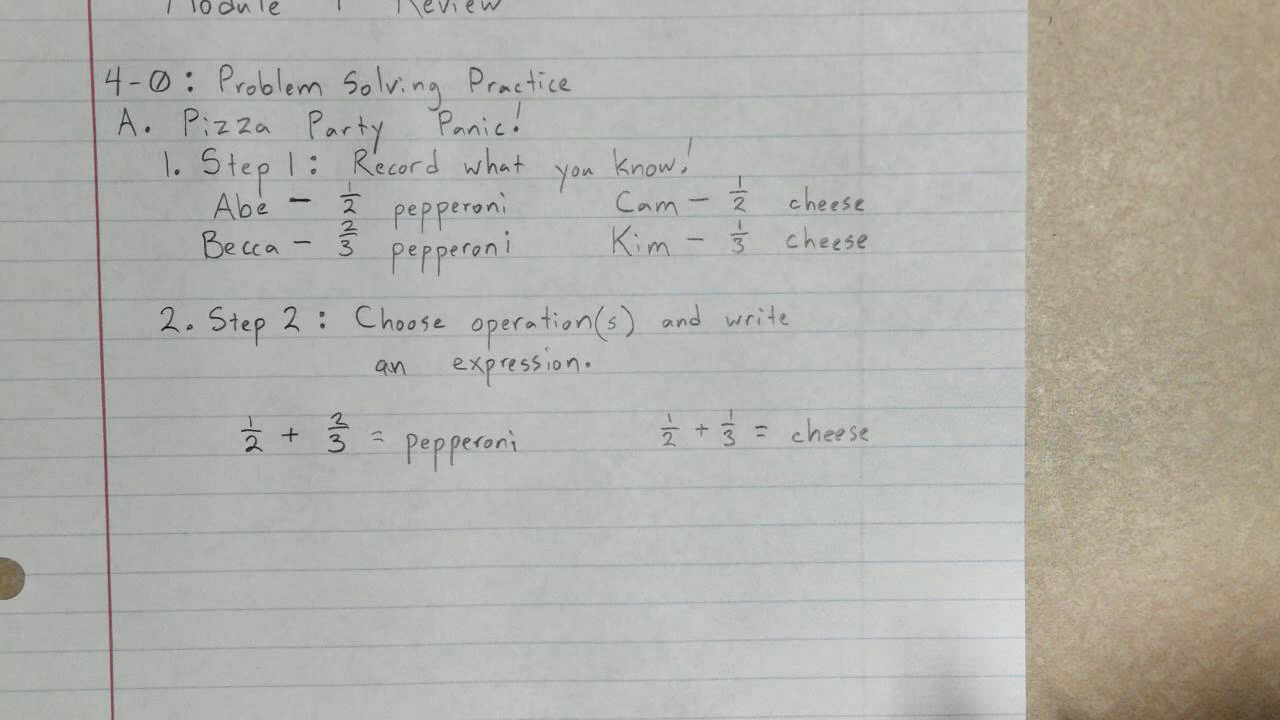 Module 1 Review
4-0: Problem Solving Practice
A. Pizza Party Panic!
1. Step 1: Record what you know!
Abe - 1/2 pepperoni Cam - 1/2 cheese
Becca - 2/3 pepperoni Kim - 1/3 cheese
2. Step 2: Choose operation(s) and write
an expression.
1/2 + 2/3 = pepperoni 1/2 + 1/3 = cheese